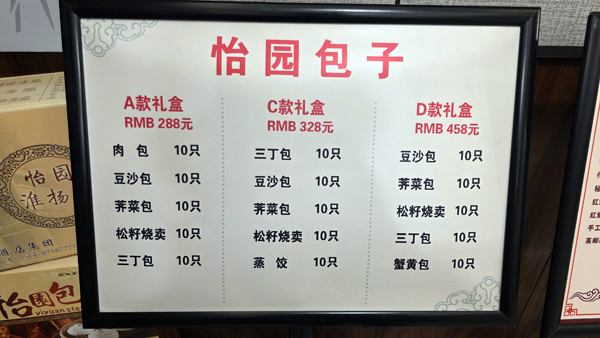 怡园包子
A款礼盒
RMB 288元
肉 包 10只
豆沙包 10只
荠菜包 10只
松籽烧卖 10只
三丁包 10只
C款礼盒
RMB 328元
三丁包 10只
豆沙包 10只
荠菜包 10只
松籽烧卖 10只
蒸 饺 10只
D款礼盒
RMB 458元
豆沙包 10只
荠菜包 10只
松籽烧卖 10只
三丁包 10只
蟹黄包 10只
怡园
淮扬
酒店集团
怡園包